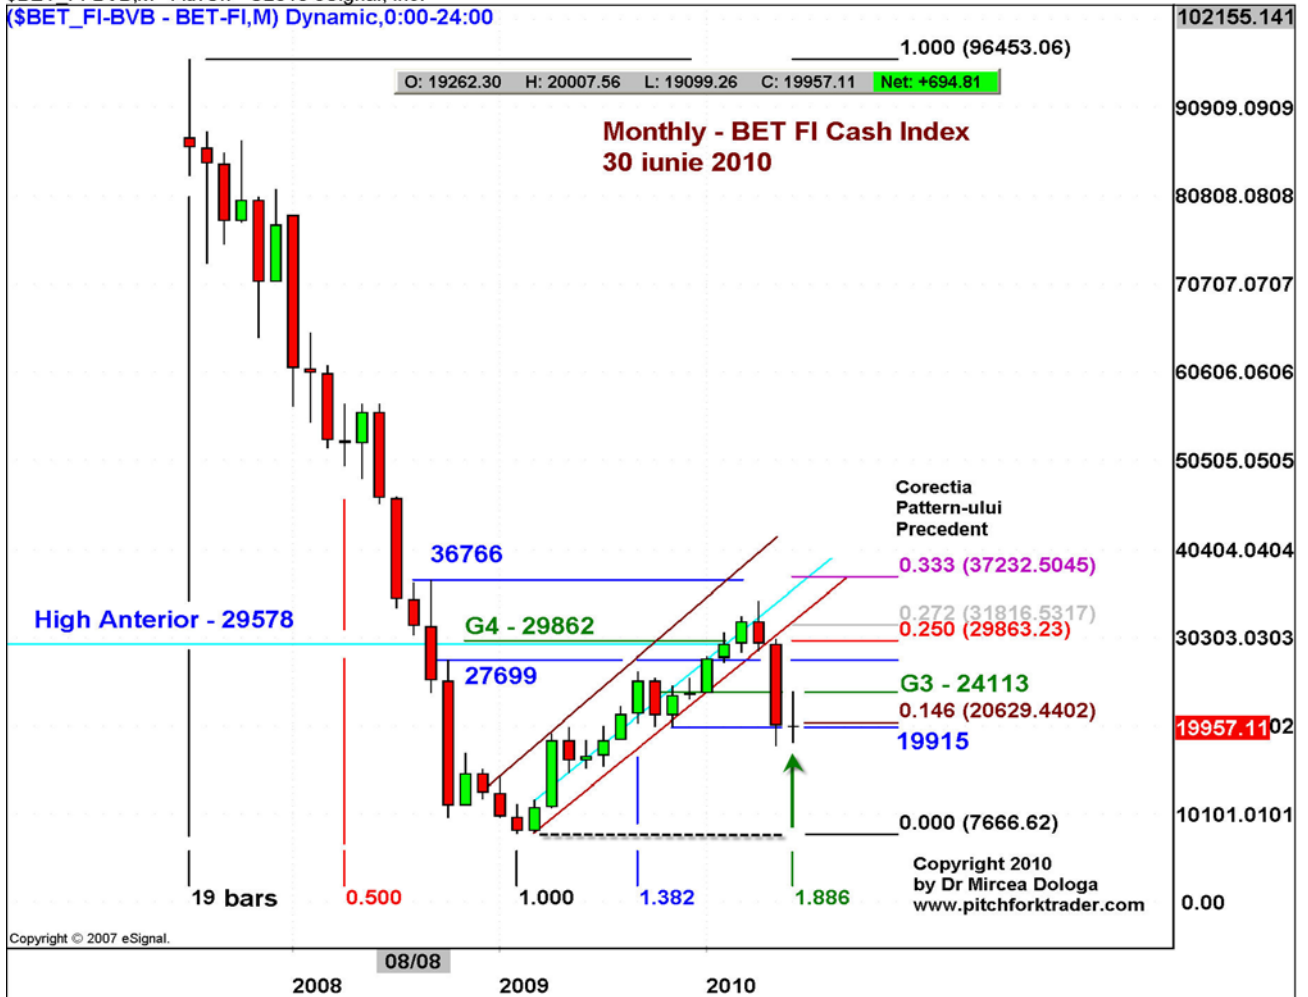 ($BET_FI-BVB - BET-FI,M) Dynamic,0:00-24:00
102155.141
1.000 (96453.06)
O: 19262.30 H: 20007.56 L: 19099.26 C: 19957.11 Net: +694.81
Monthly - BET FI Cash Index
30 iunie 2010
90909.0909
80808.0808
70707.0707
60606.0606
50505.0505
Corectia
Pattern-ului
Precedent
40404.0404
36766
0.333 (37232.5045)
High Anterior - 29578
G4 - 29862
0.272 (31816.5317)
0.250 (29863.23)
30303.0303
27699
G3 - 24113
0.146 (20629.4402)
19957.11
02
19915
10101.0101
0.000 (7666.62)
Copyright 2010
by Dr Mircea Dologa
www.pitchforktrader.com
19 bars
0.500
1.000
1.382
1.886
0.00
Copyright © 2007 eSignal.
08/08
2008
2009
2010